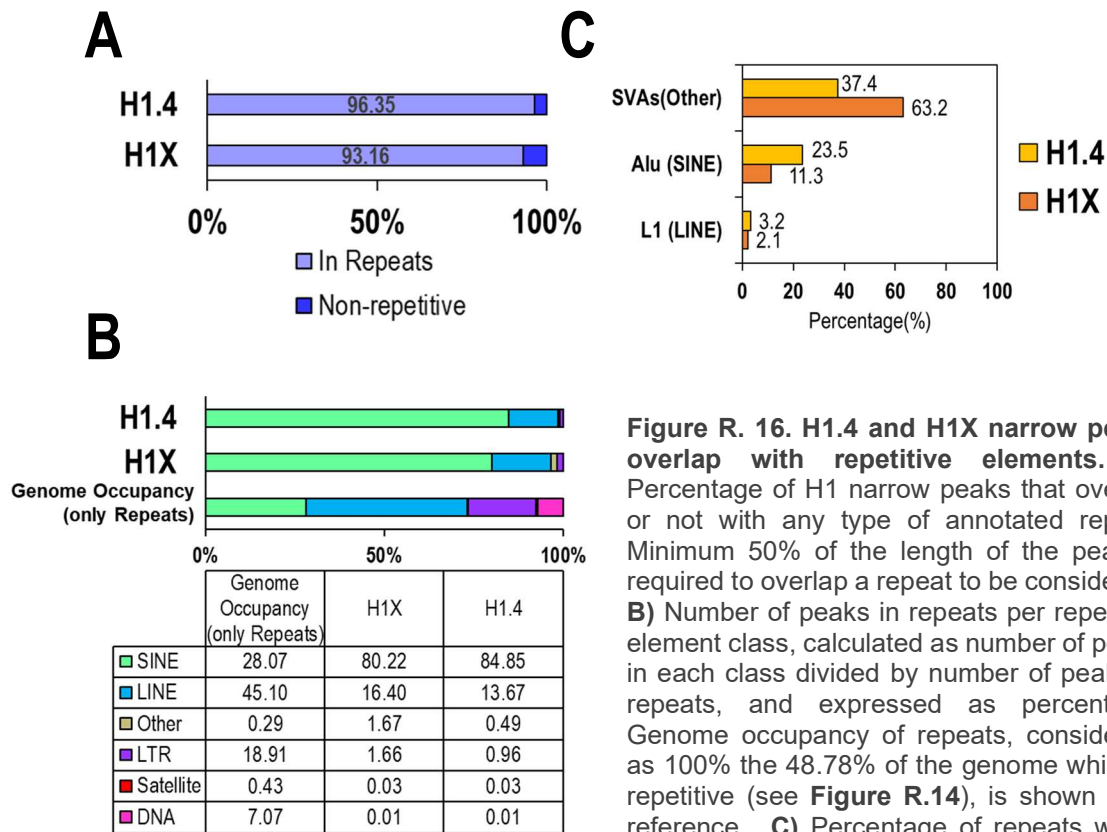 A
H1.4
96.35
H1X
93.16
0% 50% 100%
In Repeats
Non-repetitive
C
SVAs(Other)
37.4
63.2
Alu (SINE)
23.5
11.3
L1 (LINE)
3.2
2.1
0 20 40 60 80 100
Percentage(%)
H1.4
H1X
B
H1.4
H1X
Genome Occupancy
(only Repeats)
0% 50% 100%
Genome
Occupancy
(only Repeats)
H1X
H1.4
SINE 28.07 80.22 84.85
LINE 45.10 16.40 13.67
Other 0.29 1.67 0.49
LTR 18.91 1.66 0.96
Satellite 0.43 0.03 0.03
DNA 7.07 0.01 0.01
Figure R. 16. H1.4 and H1X narrow
overlap with repetitive elements.
Percentage of H1 narrow peaks that
or not with any type of annotated
Minimum 50% of the length of the
required to overlap a repeat to be
B) Number of peaks in repeats per
element class, calculated as number of
in each class divided by number of
repeats, and expressed as
Genome occupancy of repeats,
as 100% the 48.78% of the genome
repetitive (see Figure R.14), is shown
reference. C) Percentage of repeats